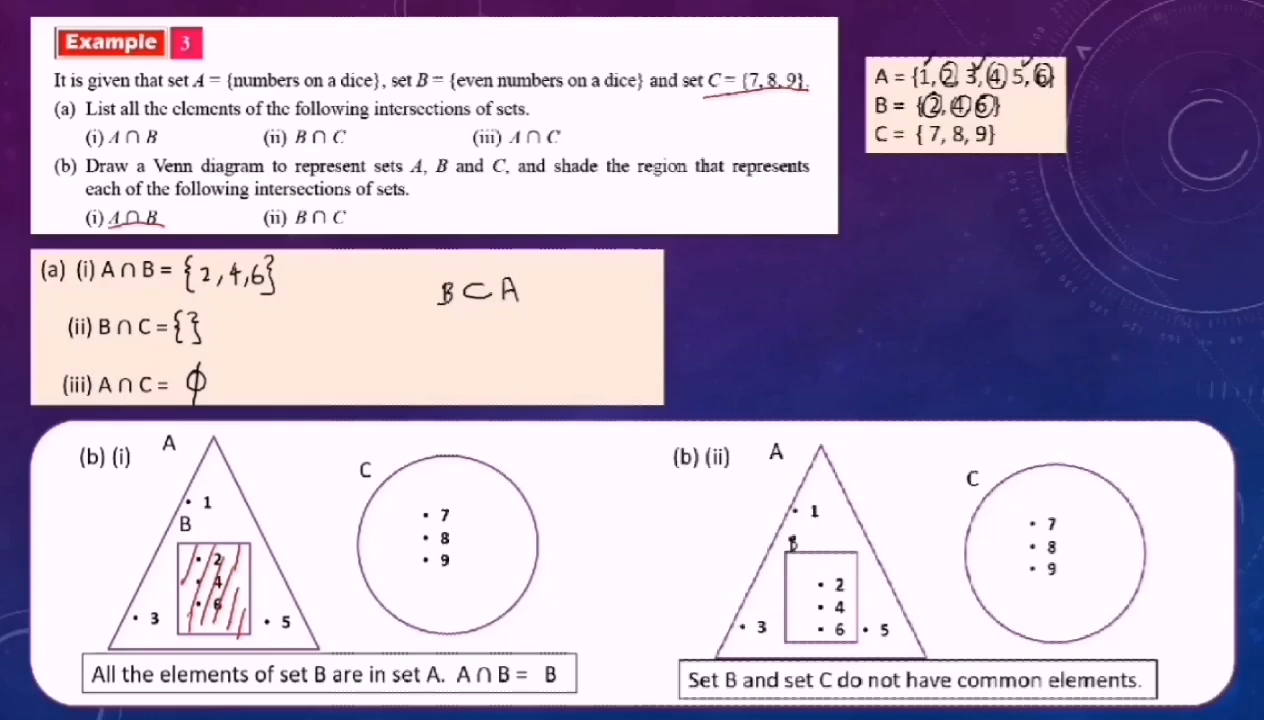 Example 3
It is given that set A = {numbers on a dice}, set B = {even numbers on a dice} and set C = {7, 8, 9}.
(a) List all the elements of the following intersections of sets.
(i) A ∩ B (ii) B ∩ C (iii) A ∩ C
(b) Draw a Venn diagram to represent sets A, B and C, and shade the region that represents
each of the following intersections of sets.
(i) A ∩ B (ii) B ∩ C
A = {1, 2, 3, 4, 5, 6}
B = {2, 4, 6}
C = { 7, 8, 9}
(a) (i) A ∩ B = {2, 4, 6}
B ⊂ A
(ii) B ∩ C = { }
(iii) A ∩ C = ϕ
(b) (i)
A
1
B
2
4
6
3
5
C
7
8
9
All the elements of set B are in set A. A ∩ B = B
(b) (ii)
A
1
B
2
4
6
3
5
C
7
8
9
Set B and set C do not have common elements.